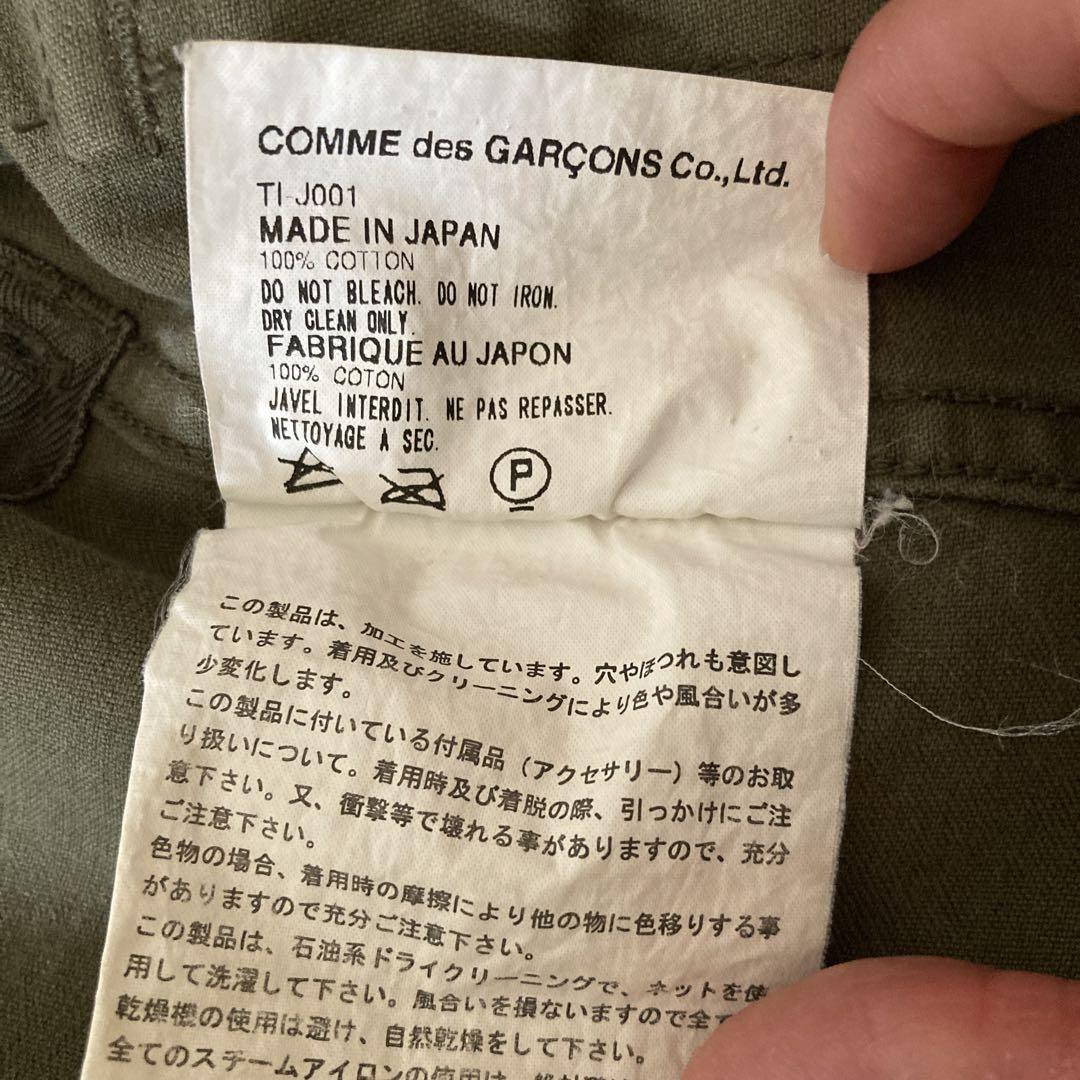 COMME des GARÇONS Co.,Ltd.
TI-J001
MADE IN JAPAN
100% COTTON
DO NOT BLEACH. DO NOT IRON.
DRY CLEAN ONLY.
FABRIQUE AU JAPON
100% COTON
JAVEL INTERDIT. NE PAS REPASSER.
NETTOYAGE A SEC.
P
この製品は、加工を施しています。穴やほつれも意図し
ています。着用及びクリーニングにより色や風合いが多
少変化します。
この製品に付いている付属品(アクセサリー)等のお取
り扱いについて。着用時及び着脱の際、引っかけにご注
意下さい。又、衝撃等で壊れる事がありますので、充分
ご注意下さい。
色物の場合、着用時の摩擦により他の物に色移りする事
がありますので充分ご注意下さい。
この製品は、石油系ドライクリーニングで、ネットを使
用して洗濯して下さい。風合いを損ないますので全て
乾燥機の使用は避け、自然乾燥をして下さい。
全てのスチームアイロンの使用は、